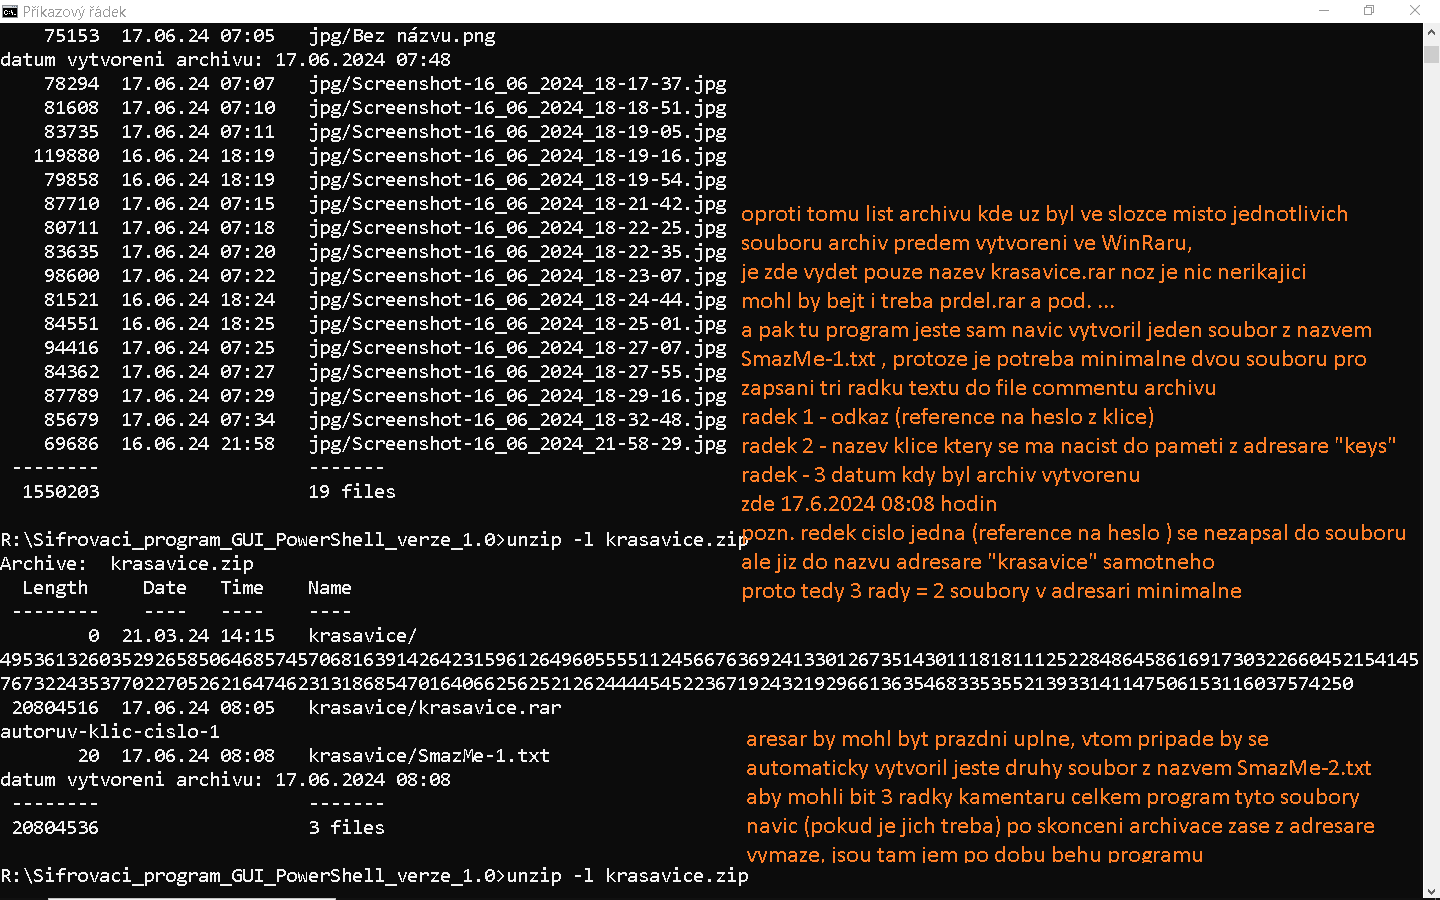 Příkazový řádek
75153 17.06.24 07:05 jpg/Bez názvu.png
datum vytvoreni archivu: 17.06.2024 07:48
78294 17.06.24 07:07 jpg/Screenshot-16_06_2024_18-17-37.jpg
81608 17.06.24 07:10 jpg/Screenshot-16_06_2024_18-18-51.jpg
83735 17.06.24 07:11 jpg/Screenshot-16_06_2024_18-19-05.jpg
119880 16.06.24 18:19 jpg/Screenshot-16_06_2024_18-19-16.jpg
79858 16.06.24 18:19 jpg/Screenshot-16_06_2024_18-19-54.jpg
87710 17.06.24 07:15 jpg/Screenshot-16_06_2024_18-21-42.jpg
80711 17.06.24 07:18 jpg/Screenshot-16_06_2024_18-22-25.jpg
83635 17.06.24 07:20 jpg/Screenshot-16_06_2024_18-22-35.jpg
98600 17.06.24 07:22 jpg/Screenshot-16_06_2024_18-23-07.jpg
81521 16.06.24 18:24 jpg/Screenshot-16_06_2024_18-24-44.jpg
84551 16.06.24 18:25 jpg/Screenshot-16_06_2024_18-25-01.jpg
94416 17.06.24 07:25 jpg/Screenshot-16_06_2024_18-27-07.jpg
84362 17.06.24 07:27 jpg/Screenshot-16_06_2024_18-27-55.jpg
87789 17.06.24 07:29 jpg/Screenshot-16_06_2024_18-29-16.jpg
85679 17.06.24 07:34 jpg/Screenshot-16_06_2024_18-32-48.jpg
69686 16.06.24 21:58 jpg/Screenshot-16_06_2024_21-58-29.jpg
-------- -------
1550203 19 files
R:\Sifrovaci_program_GUI_PowerShell_verze_1.0>unzip -l krasavice.zip
Archive: krasavice.zip
Length Date Time Name
-------- ---- ---- ----
0 21.03.24 14:15 krasavice/
495361326035292658506468574570681639142642315961264960555511245667636924133012673514301118181112522848645861691730322660452154145
7673224353770227052621647462313186854701640662562521262444454522367192432192966136354683353552139331411475061531160375742​50
20804516 17.06.24 08:05 krasavice/krasavice.rar
autoruv-klic-cislo-1
20 17.06.24 08:08 krasavice/SmazMe-1.txt
datum vytvoreni archivu: 17.06.2024 08:08
-------- -------
20804536 3 files
R:\Sifrovaci_program_GUI_PowerShell_verze_1.0>unzip -l krasavice.zip
oproti tomu list archivu kde uz byl ve slozce misto jednotlivich
souboru archiv predem vytvoreni ve WinRaru,
je zde vydet pouze nazev krasavice.rar noz je nic nerikajici
mohl by bejt i treba prdel.rar a pod. ...
a pak tu program jeste sam navic vytvoril jeden soubor z nazvem
SmazMe-1.txt , protoze je potreba minimalne dvou souboru pro
zapsani tri radku textu do file commentu archivu
radek 1 - odkaz (reference na heslo z klice)
radek 2 - nazev klice ktery se ma nacist do pameti z adresare "keys"
radek - 3 datum kdy byl archiv vytvorenu
zde 17.6.2024 08:08 hodin
pozn. redek cislo jedna (reference na heslo ) se nezapsal do souboru
ale jiz do nazvu adresare "krasavice" samotneho
proto tedy 3 rady = 2 soubory v adresari minimalne
aresar by mohl byt prazdni uplne, vtom pripade by se
automaticky vytvoril jeste druhy soubor z nazvem SmazMe-2.txt
aby mohli bit 3 radky kamentaru celkem program tyto soubory
navic (pokud je jich treba) po skonceni archivace zase z adresare
vymaze, jsou tam jem po dobu behu programu